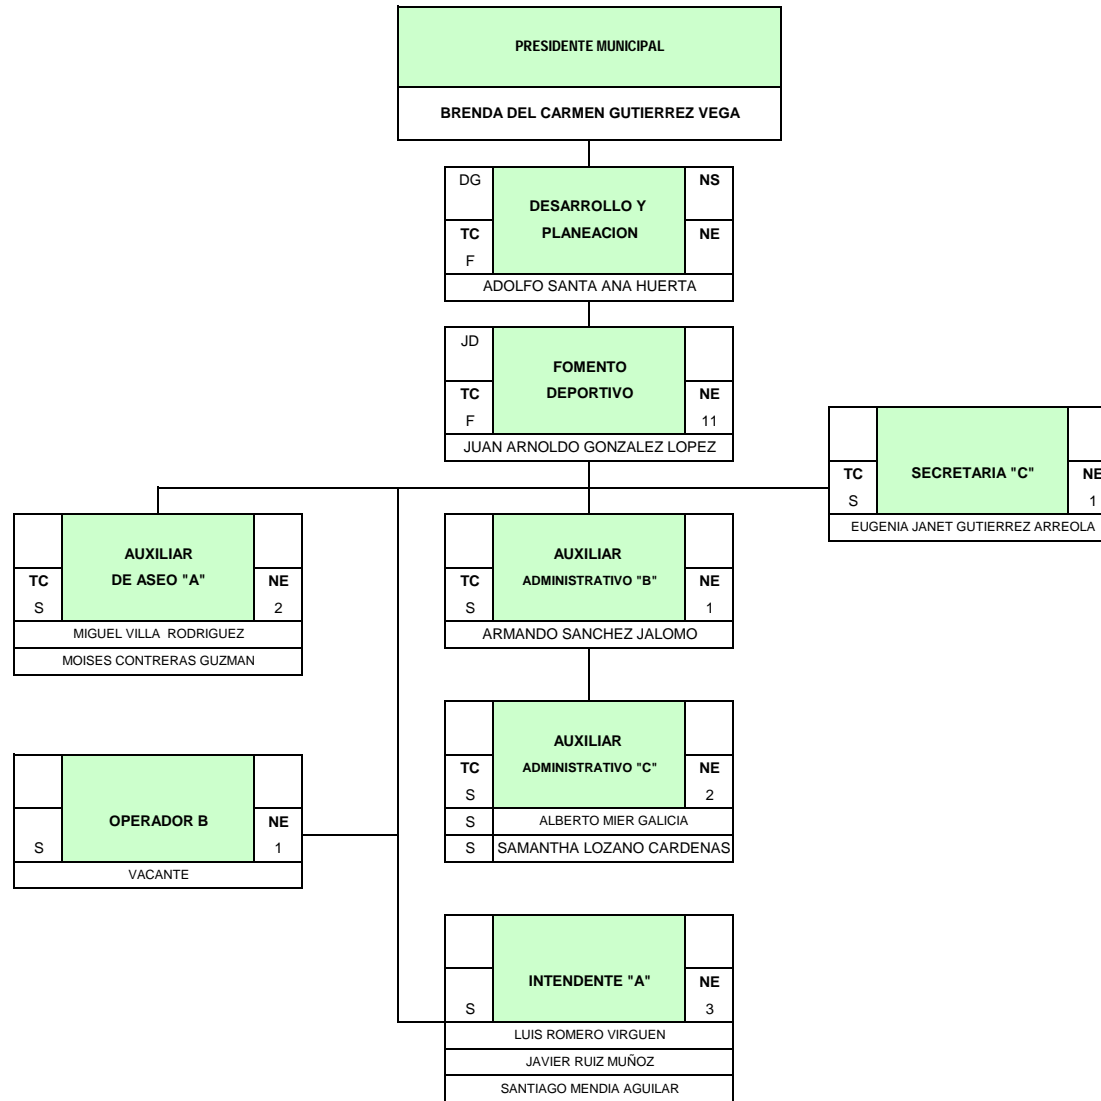 PRESIDENTE MUNICIPAL
BRENDA DEL CARMEN GUTIERREZ VEGA
DG
NS
DESARROLLO Y
PLANEACION
TC
NE
F
ADOLFO SANTA ANA HUERTA
JD
FOMENTO
DEPORTIVO
TC
NE
F
11
JUAN ARNOLDO GONZALEZ LOPEZ
TC
SECRETARIA "C"
NE
S
1
EUGENIA JANET GUTIERREZ ARREOLA
AUXILIAR
DE ASEO "A"
TC
NE
S
2
MIGUEL VILLA RODRIGUEZ
MOISES CONTRERAS GUZMAN
AUXILIAR
ADMINISTRATIVO "B"
TC
NE
S
1
ARMANDO SANCHEZ JALOMO
AUXILIAR
ADMINISTRATIVO "C"
TC
NE
S
2
S ALBERTO MIER GALICIA
S SAMANTHA LOZANO CARDENAS
OPERADOR B
NE
S
1
VACANTE
INTENDENTE "A"
NE
S
3
LUIS ROMERO VIRGUEN
JAVIER RUIZ MUÑOZ
SANTIAGO MENDIA AGUILAR